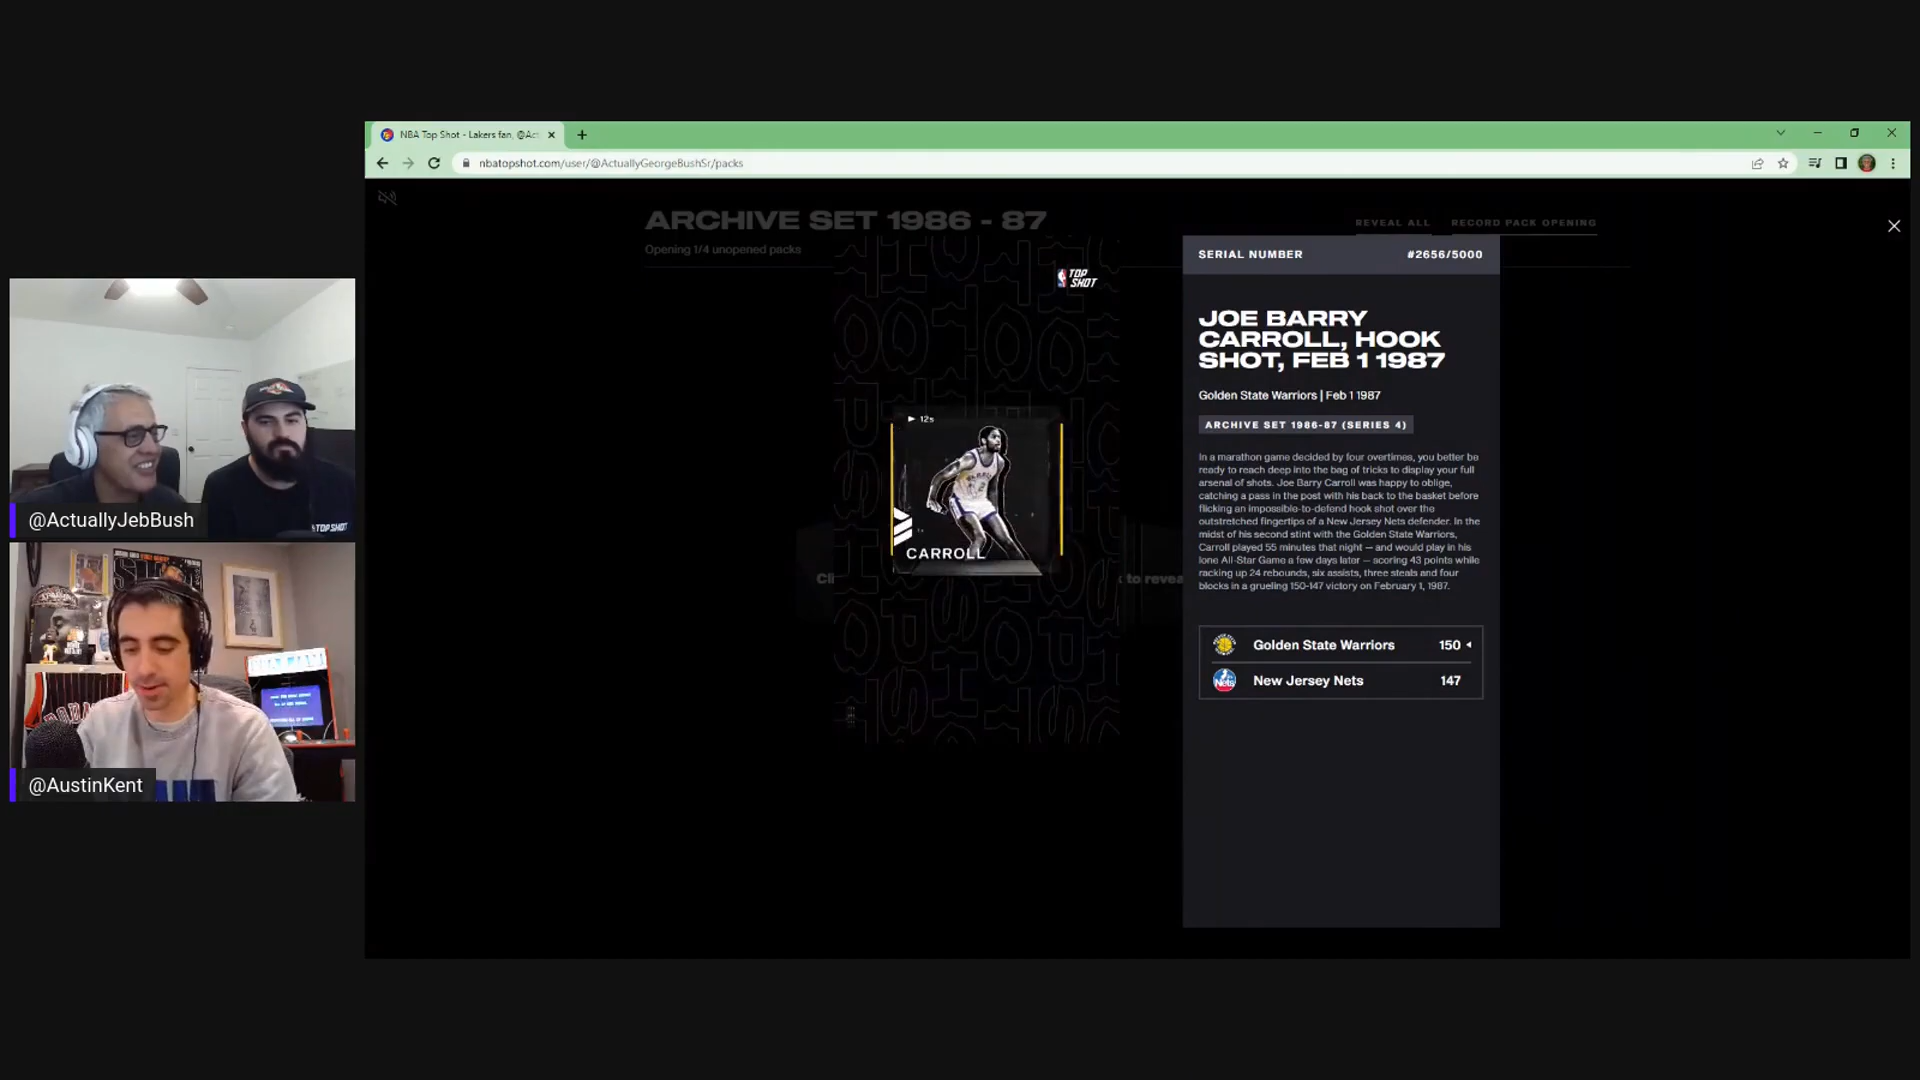 NBA Top Shot - Lakers fan, @Act
nbatopshot.com/user/@ActuallyGeorgeBushSr/packs
ARCHIVE SET 1986 - 87
Opening 1/4 unopened packs
REVEAL ALL
RECORD PACK OPENING
TOP
SHOT
12s
CARROLL
Cli
to revea
SERIAL NUMBER
#2656/5000
JOE BARRY
CARROLL, HOOK
SHOT, FEB 1 1987
Golden State Warriors | Feb 1 1987
ARCHIVE SET 1986-87 (SERIES 4)
In a marathon game decided by four overtimes, you better be
ready to reach deep into the bag of tricks to display your full
arsenal of shots. Joe Barry Carroll was happy to oblige,
catching a pass in the post with his back to the basket before
flicking an impossible-to-defend hook shot over the
outstretched fingertips of a New Jersey Nets defender. In the
midst of his second stint with the Golden State Warriors,
Carroll played 55 minutes that night — and would play in his
lone All-Star Game a few days later — scoring 43 points while
racking up 24 rebounds, six assists, three steals and four
blocks in a grueling 150-147 victory on February 1, 1987.
Golden State Warriors 150
Nets New Jersey Nets 147
TOP SHOT
@ActuallyJebBush
@AustinKent